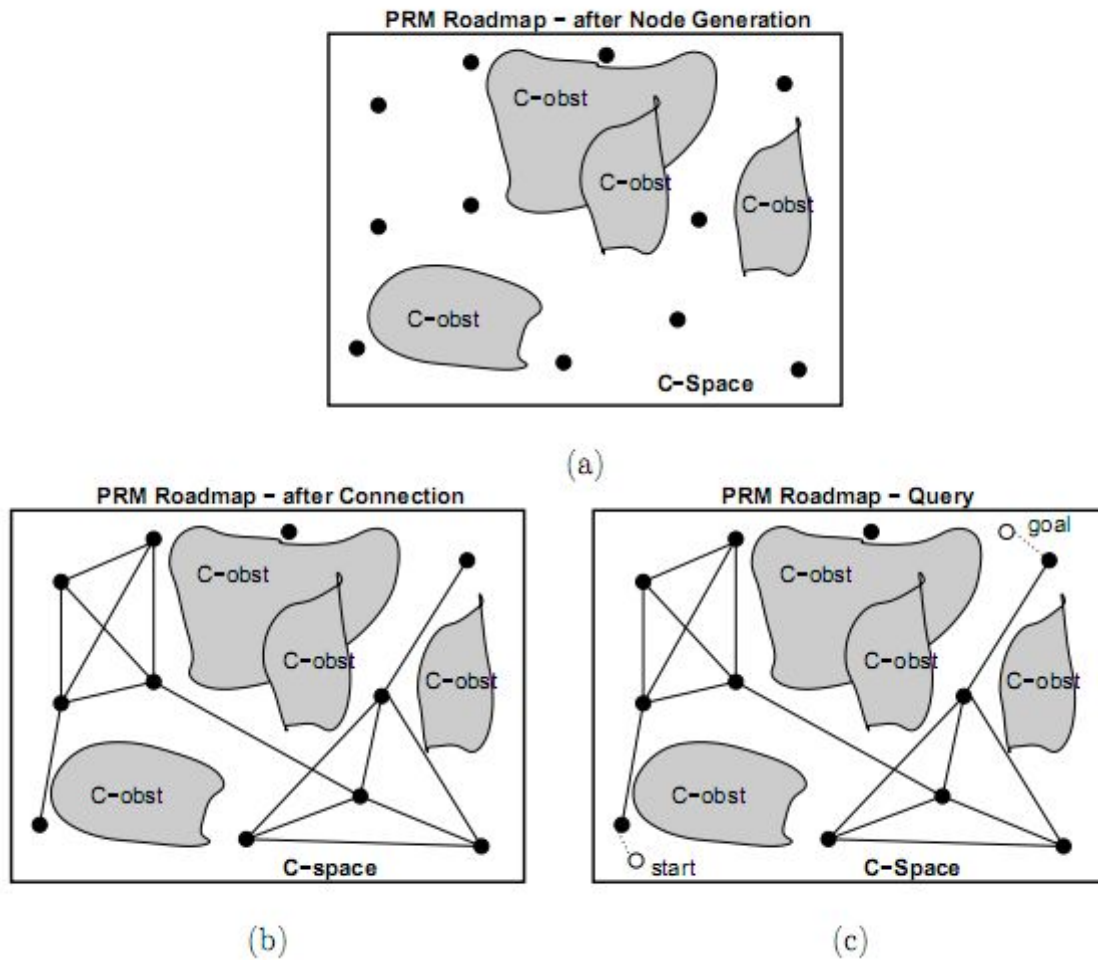 PRM Roadmap - after Node Generation
C-obst
C-obst
C-obst
C-obst
C-Space
(a)
PRM Roadmap - after Connection
C-obst
C-obst
C-obst
C-obst
C-space
(b)
PRM Roadmap - Query
goal
C-obst
C-obst
C-obst
C-obst
start
C-Space
(c)